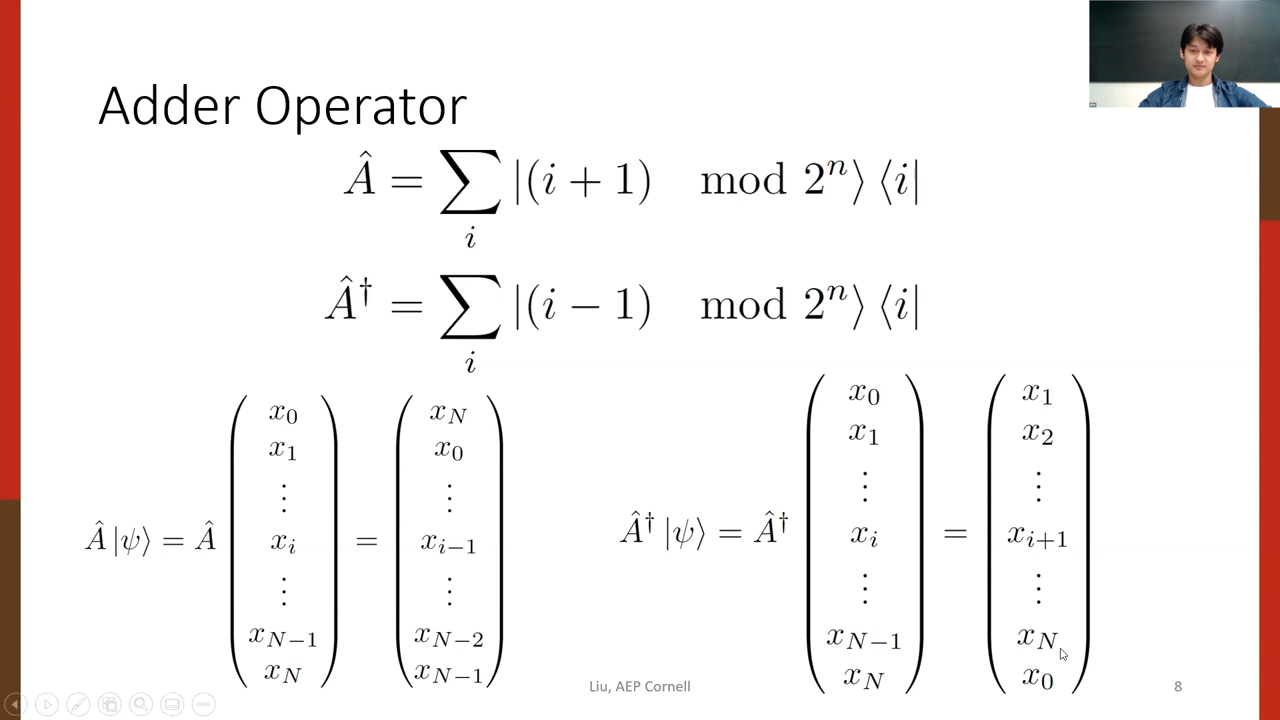 Adder Operator
Â = ∑_i |(i + 1) mod 2^n⟩ ⟨i|
Â† = ∑_i |(i − 1) mod 2^n⟩ ⟨i|
Â |ψ⟩ = Â (x_0 x_1 ⋮ x_i ⋮ x_{N−1} x_N) = (x_N x_0 ⋮ x_{i−1} ⋮ x_{N−2} x_{N−1})
Â† |ψ⟩ = Â† (x_0 x_1 ⋮ x_i ⋮ x_{N−1} x_N) = (x_1 x_2 ⋮ x_{i+1} ⋮ x_N x_0)
Liu, AEP Cornell
8